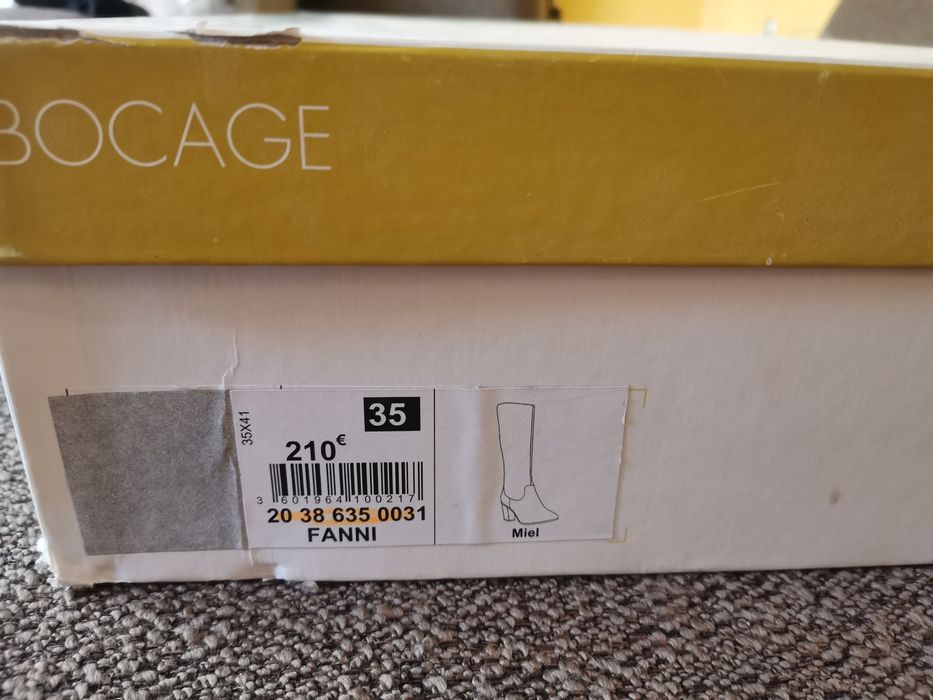 BOCAGE
35X41
35
210€
3 601964 100217
20 38 635 0031
FANNI
Miel